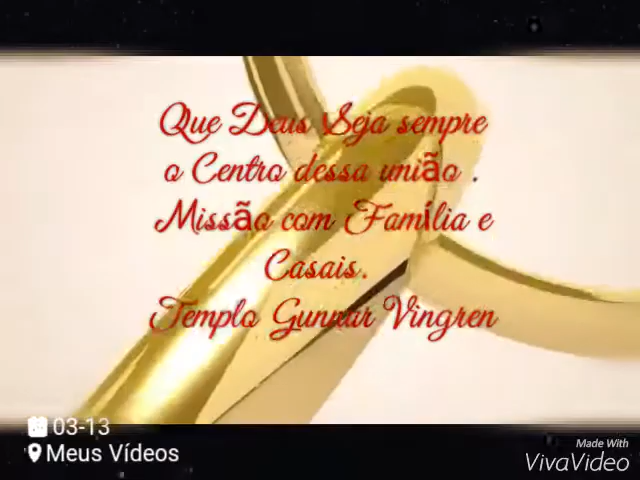 Que Deus Seja sempre
o Centro dessa união .
Missão com Família e
Casais.
Templo Gunnar Vingren
03-13
Meus Vídeos
Made With
VivaVideo